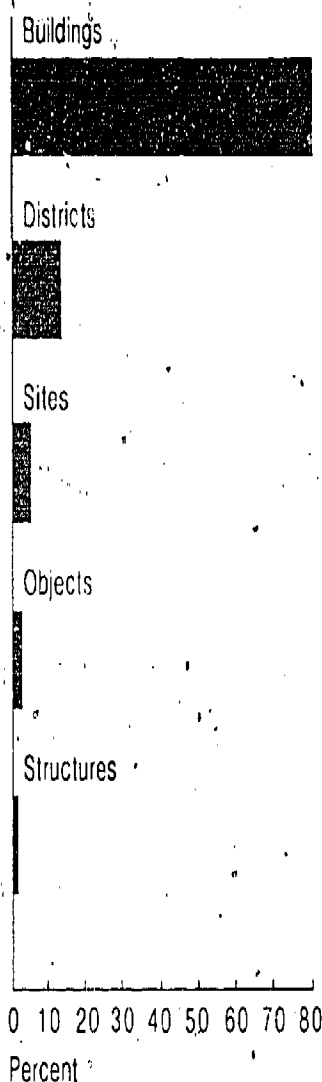 Buildings
Districts
Sites
Objects
Structures
0 10 20 30 40 50 60 70 80
Percent